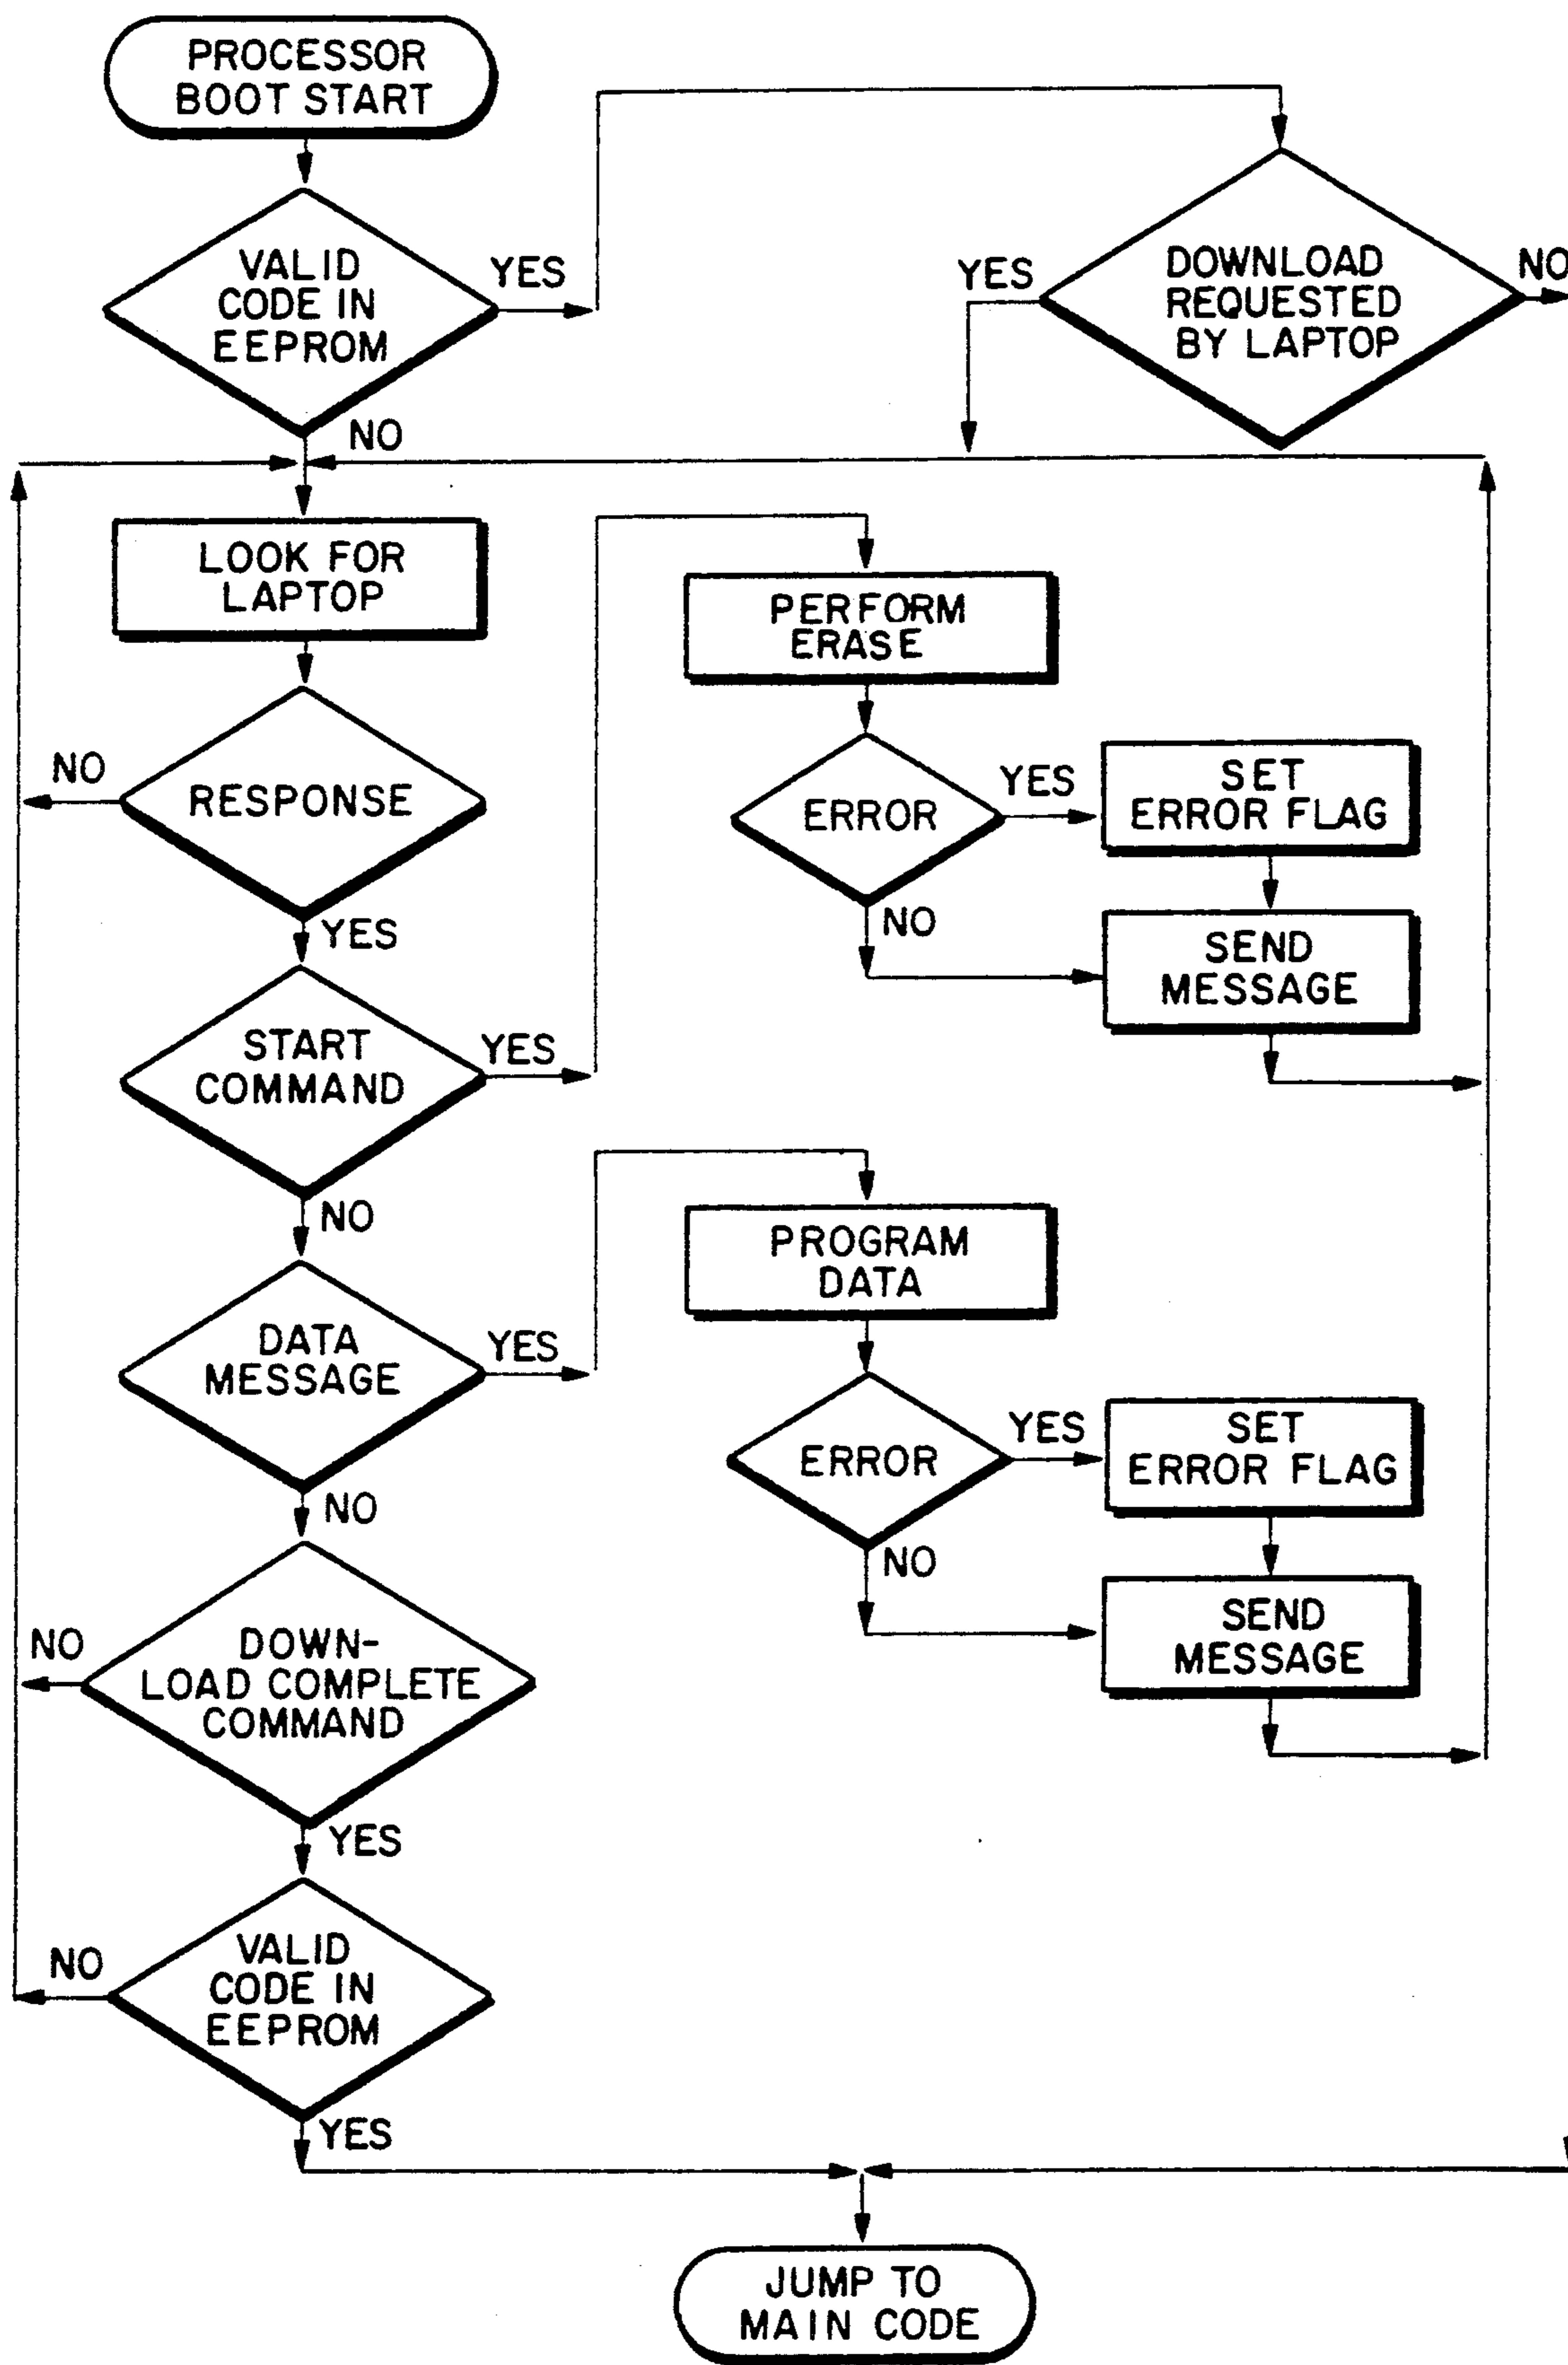 PROCESSOR
BOOT START
VALID
CODE IN
EEPROM
YES
NO
DOWNLOAD
REQUESTED
BY LAPTOP
YES
NO
LOOK FOR
LAPTOP
RESPONSE
NO
YES
START
COMMAND
YES
NO
PERFORM
ERASE
ERROR
YES
NO
SET
ERROR FLAG
SEND
MESSAGE
DATA
MESSAGE
YES
NO
PROGRAM
DATA
ERROR
YES
NO
SET
ERROR FLAG
SEND
MESSAGE
DOWN-
LOAD COMPLETE
COMMAND
NO
YES
VALID
CODE IN
EEPROM
NO
YES
JUMP TO
MAIN CODE